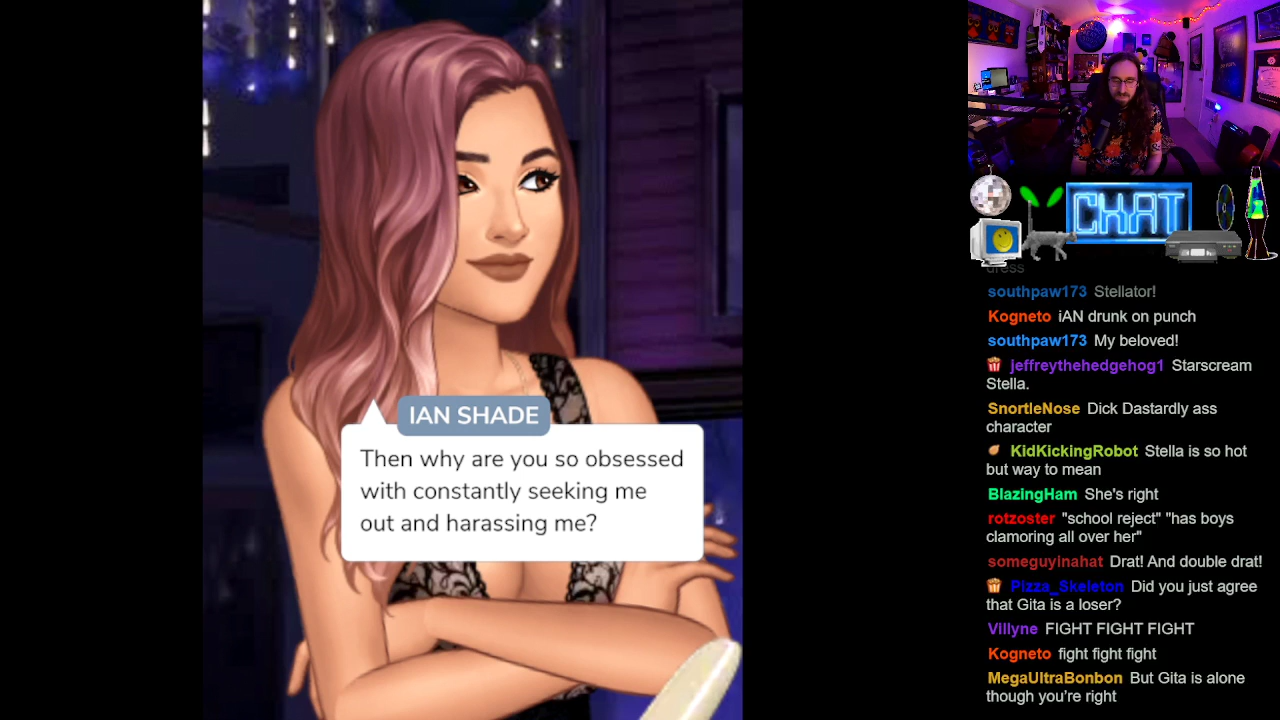 IAN SHADE
Then why are you so obsessed
with constantly seeking me
out and harassing me?
CHAT
dress
southpaw173 Stellator!
Kogneto iAN drunk on punch
southpaw173 My beloved!
jeffreythehedgehog1 Starscream
Stella.
SnortleNose Dick Dastardly ass
character
KidKickingRobot Stella is so hot
but way to mean
BlazingHam She's right
rotzoster "school reject" "has boys
clamoring all over her"
someguyinahat Drat! And double drat!
Pizza_Skeleton Did you just agree
that Gita is a loser?
Villyne FIGHT FIGHT FIGHT
Kogneto fight fight fight
MegaUltraBonbon But Gita is alone
though you're right